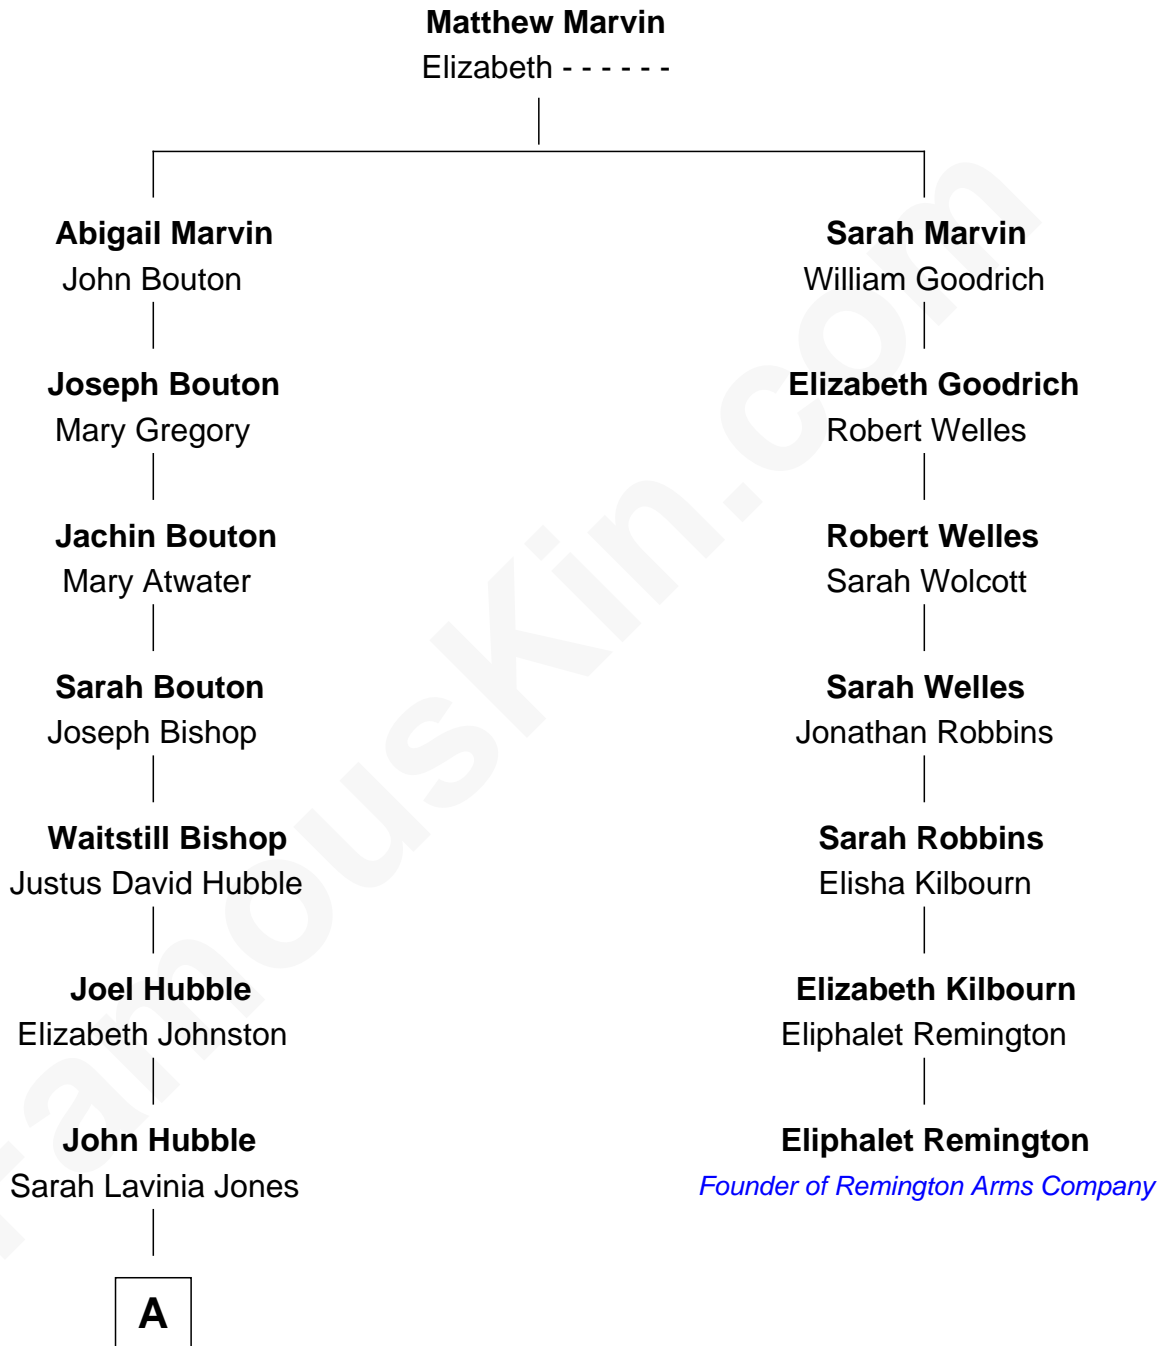 Matthew Marvin
Elizabeth - - - - - -
Abigail Marvin
John Bouton
Sarah Marvin
William Goodrich
Joseph Bouton
Mary Gregory
Elizabeth Goodrich
Robert Welles
Jachin Bouton
Mary Atwater
Robert Welles
Sarah Wolcott
Sarah Bouton
Joseph Bishop
Sarah Welles
Jonathan Robbins
Waitstill Bishop
Justus David Hubble
Sarah Robbins
Elisha Kilbourn
Joel Hubble
Elizabeth Johnston
Elizabeth Kilbourn
Eliphalet Remington
John Hubble
Sarah Lavinia Jones
Eliphalet Remington
Founder of Remington Arms Company
A
FamousKin.com